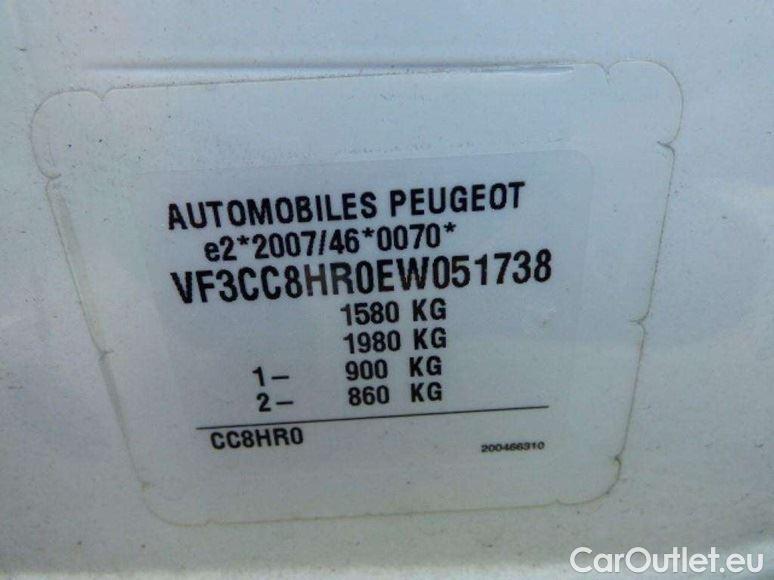 AUTOMOBILES PEUGEOT
e2*2007/46*0070*
VF3CC8HR0EW051738
1580 KG
1980 KG
1- 900 KG
2- 860 KG
CC8HR0 200466310
CarOutlet.eu